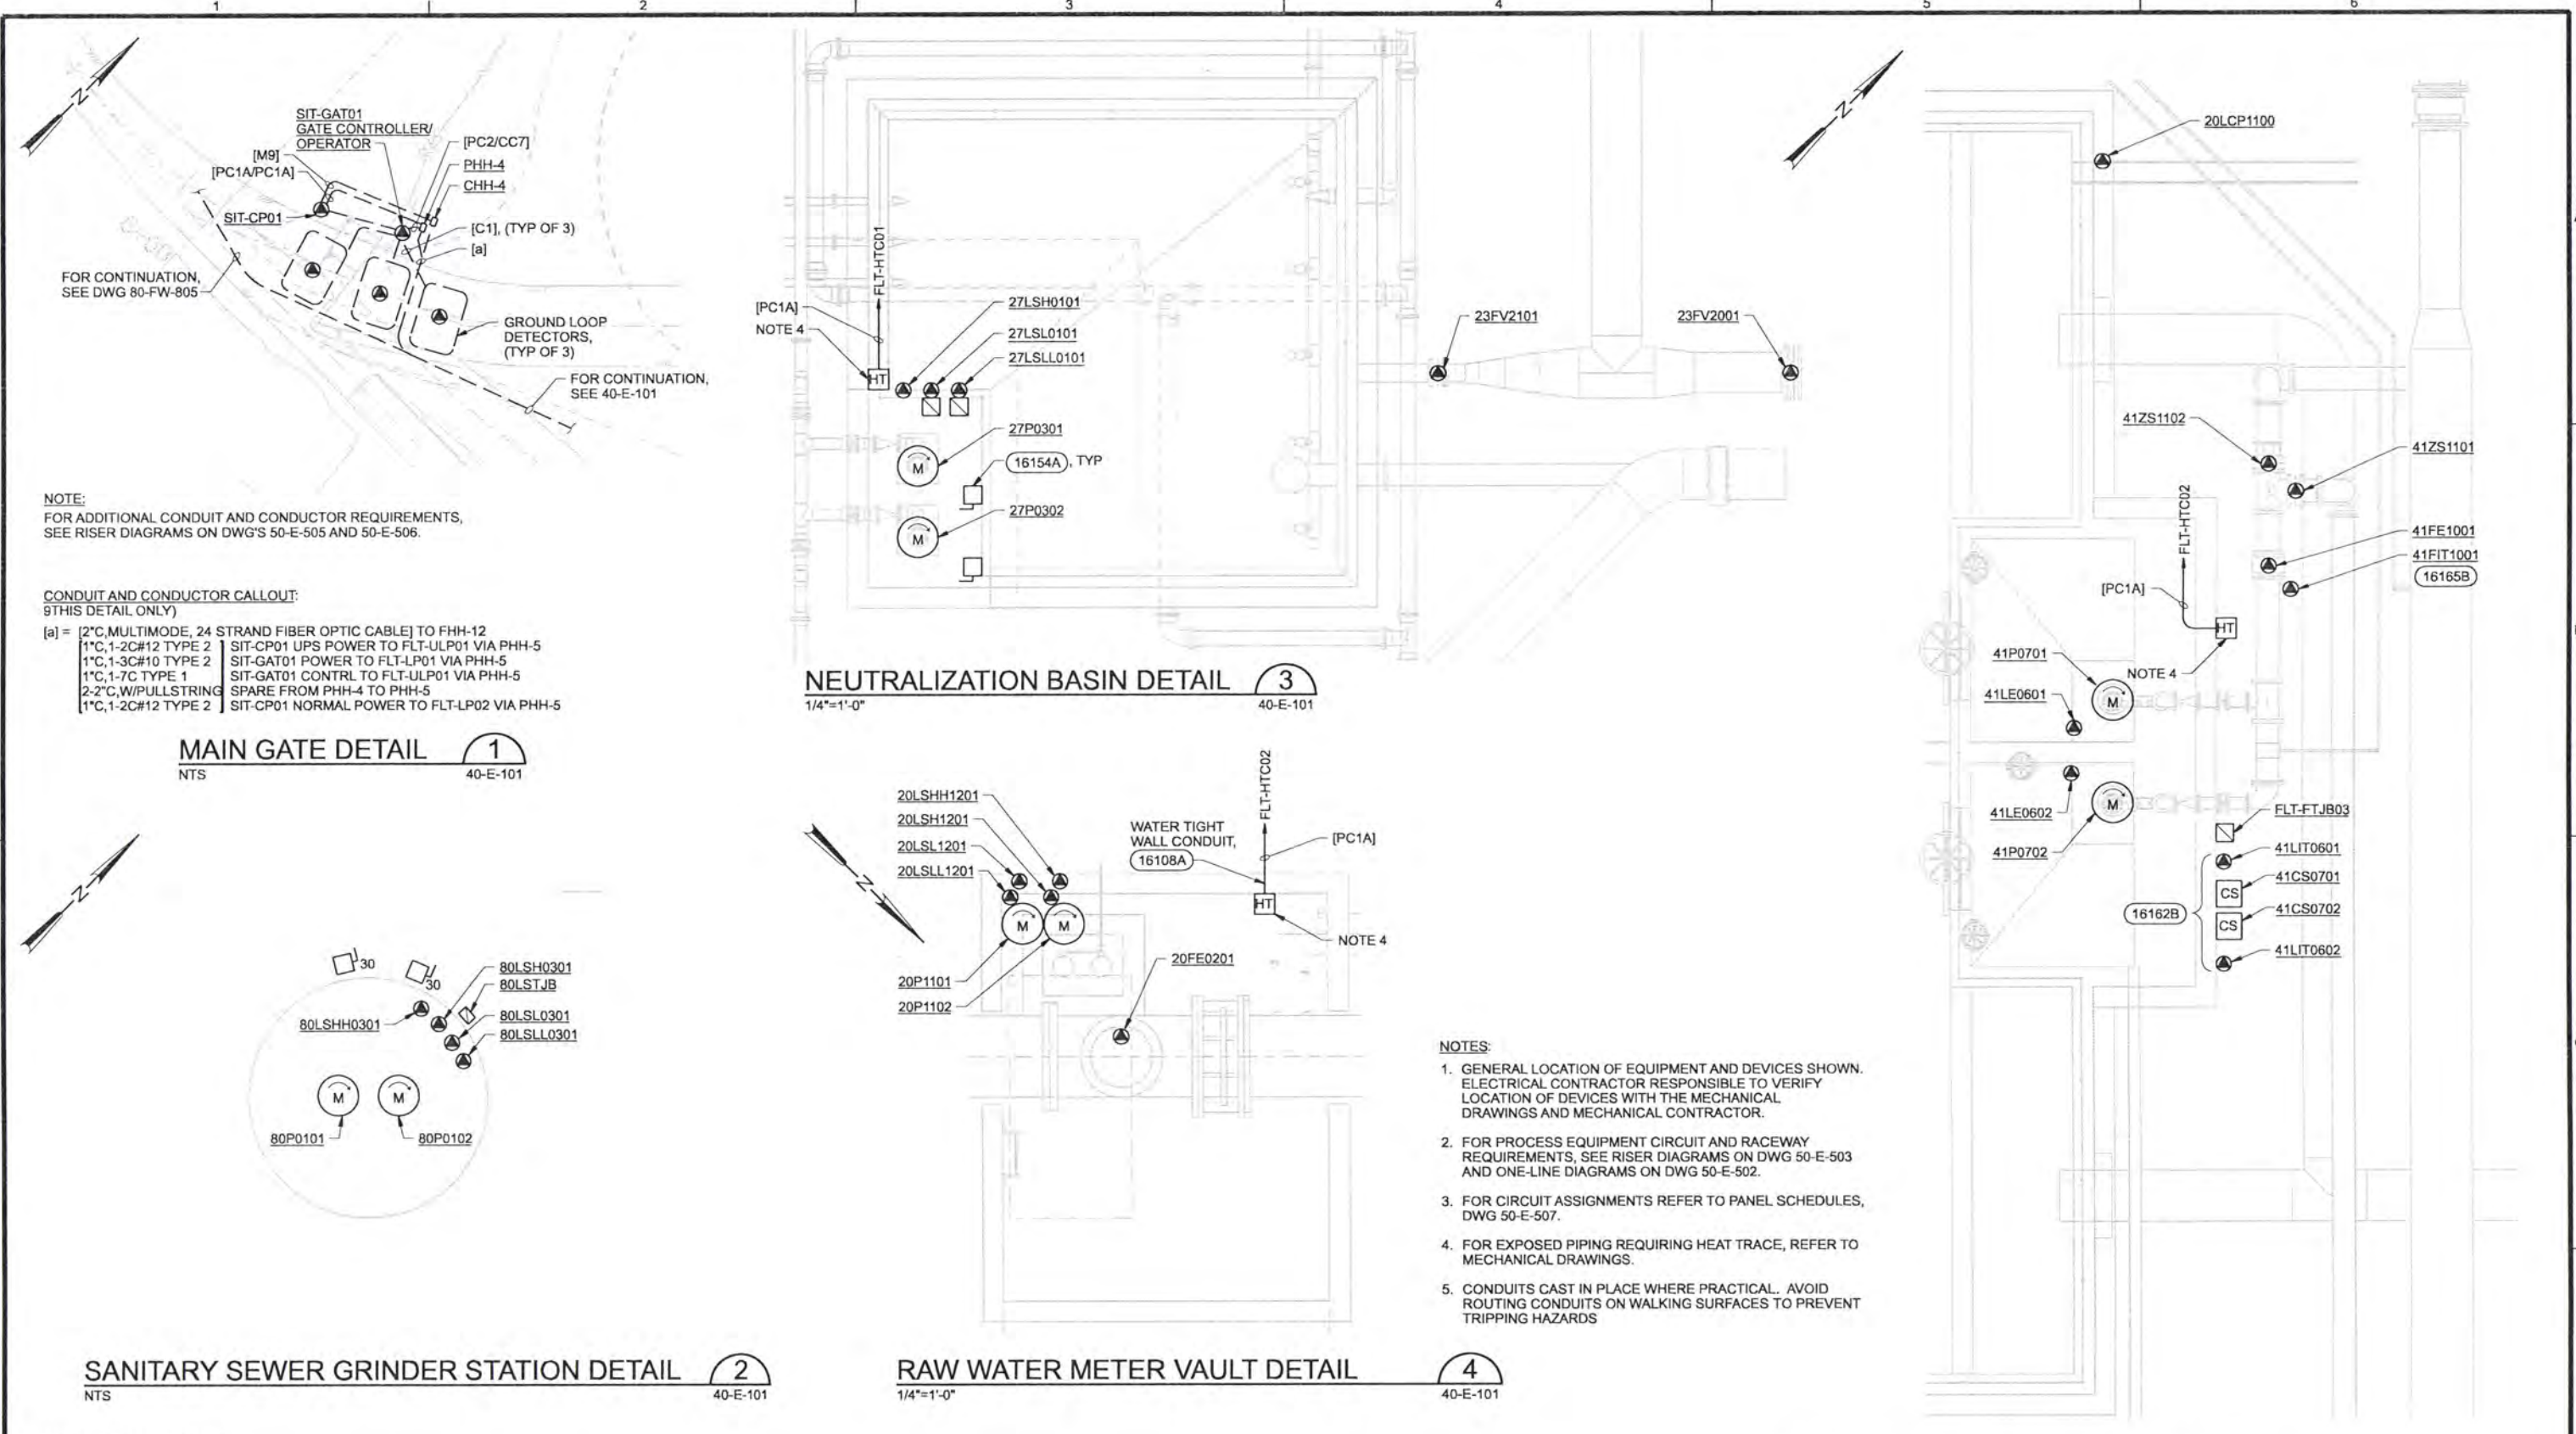 1
2
3
4
5
6
N
SIT-GAT01
GATE CONTROLLER/
OPERATOR
[M9]
[PC1A/PC1A]
[PC2/CC7]
PHH-4
CHH-4
SIT-CP01
[C1], (TYP OF 3)
[a]
FOR CONTINUATION,
SEE DWG 80-FW-805
GROUND LOOP
DETECTORS,
(TYP OF 3)
FOR CONTINUATION,
SEE 40-E-101
NOTE:
FOR ADDITIONAL CONDUIT AND CONDUCTOR REQUIREMENTS,
SEE RISER DIAGRAMS ON DWG'S 50-E-505 AND 50-E-506.
CONDUIT AND CONDUCTOR CALLOUT:
9THIS DETAIL ONLY)
[a] = [2"C,MULTIMODE, 24 STRAND FIBER OPTIC CABLE] TO FHH-12
[1"C,1-2C#12 TYPE 2 ] SIT-CP01 UPS POWER TO FLT-ULP01 VIA PHH-5
1"C,1-3C#10 TYPE 2 SIT-GAT01 POWER TO FLT-LP01 VIA PHH-5
1"C,1-7C TYPE 1 SIT-GAT01 CONTRL TO FLT-ULP01 VIA PHH-5
2-2"C,W/PULLSTRING SPARE FROM PHH-4 TO PHH-5
[1"C,1-2C#12 TYPE 2 ] SIT-CP01 NORMAL POWER TO FLT-LP02 VIA PHH-5
MAIN GATE DETAIL 1
NTS 40-E-101
N
80LSH0301
80LSTJB
80LSL0301
80LSLL0301
80LSHH0301
30
30
M
M
80P0101
80P0102
SANITARY SEWER GRINDER STATION DETAIL 2
NTS 40-E-101
N
FLT-HTC01
[PC1A]
NOTE 4
HT
27LSH0101
27LSL0101
27LSLL0101
27P0301
16154A, TYP
27P0302
M
M
23FV2101
23FV2001
NEUTRALIZATION BASIN DETAIL 3
1/4"=1'-0" 40-E-101
N
20LSHH1201
20LSH1201
20LSL1201
20LSLL1201
M
M
20P1101
20P1102
WATER TIGHT
WALL CONDUIT,
16108A
FLT-HTC02
[PC1A]
HT
NOTE 4
20FE0201
RAW WATER METER VAULT DETAIL 4
1/4"=1'-0" 40-E-101
NOTES:
1. GENERAL LOCATION OF EQUIPMENT AND DEVICES SHOWN.
ELECTRICAL CONTRACTOR RESPONSIBLE TO VERIFY
LOCATION OF DEVICES WITH THE MECHANICAL
DRAWINGS AND MECHANICAL CONTRACTOR.
2. FOR PROCESS EQUIPMENT CIRCUIT AND RACEWAY
REQUIREMENTS, SEE RISER DIAGRAMS ON DWG 50-E-503
AND ONE-LINE DIAGRAMS ON DWG 50-E-502.
3. FOR CIRCUIT ASSIGNMENTS REFER TO PANEL SCHEDULES,
DWG 50-E-507.
4. FOR EXPOSED PIPING REQUIRING HEAT TRACE, REFER TO
MECHANICAL DRAWINGS.
5. CONDUITS CAST IN PLACE WHERE PRACTICAL. AVOID
ROUTING CONDUITS ON WALKING SURFACES TO PREVENT
TRIPPING HAZARDS
20LCP1100
41ZS1102
41ZS1101
FLT-HTC02
[PC1A]
HT
NOTE 4
41FE1001
41FIT1001
16165B
41P0701
41LE0601
M
41LE0602
41P0702
M
FLT-FTJB03
41LIT0601
41CS0701
CS
16162B
41CS0702
CS
41LIT0602